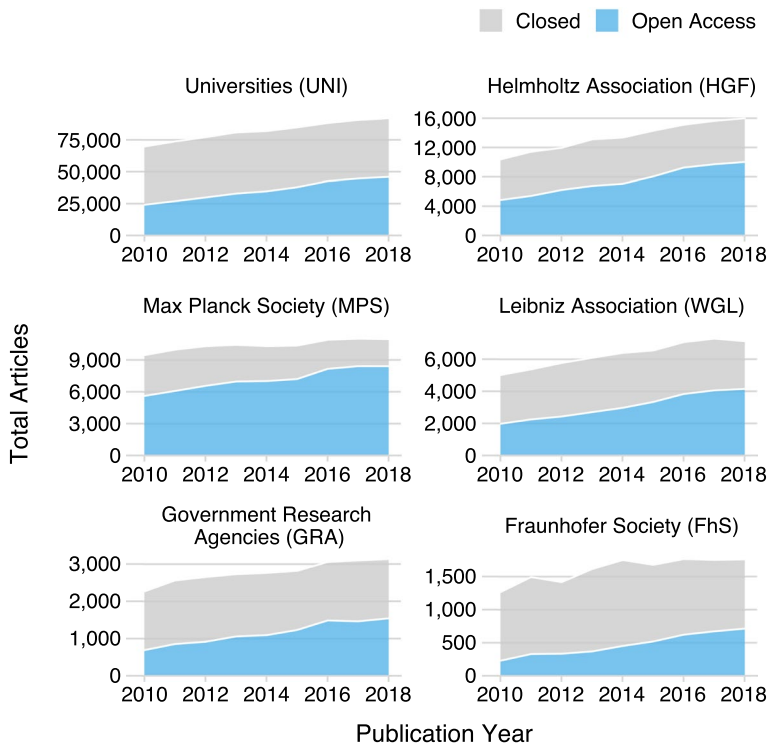 Closed Open Access
Universities (UNI)
75,000
50,000
25,000
0
2010 2012 2014 2016 2018
Helmholtz Association (HGF)
16,000
12,000
8,000
4,000
0
2010 2012 2014 2016 2018
Max Planck Society (MPS)
9,000
6,000
3,000
0
2010 2012 2014 2016 2018
Leibniz Association (WGL)
6,000
4,000
2,000
0
2010 2012 2014 2016 2018
Government Research
Agencies (GRA)
3,000
2,000
1,000
0
2010 2012 2014 2016 2018
Fraunhofer Society (FhS)
1,500
1,000
500
0
2010 2012 2014 2016 2018
Total Articles
Publication Year